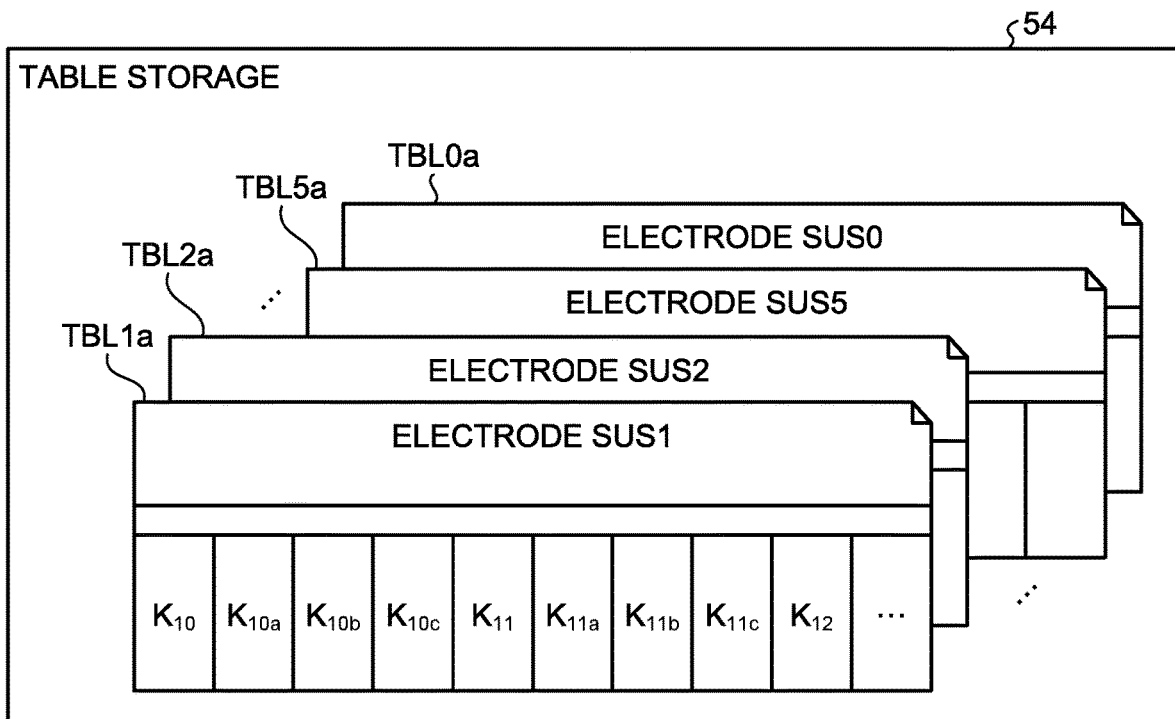 54
TABLE STORAGE
TBL0a
TBL5a
ELECTRODE SUS0
TBL2a
...
ELECTRODE SUS5
TBL1a
ELECTRODE SUS2
ELECTRODE SUS1
K10 K10a K10b K10c K11 K11a K11b K11c K12 ...
...